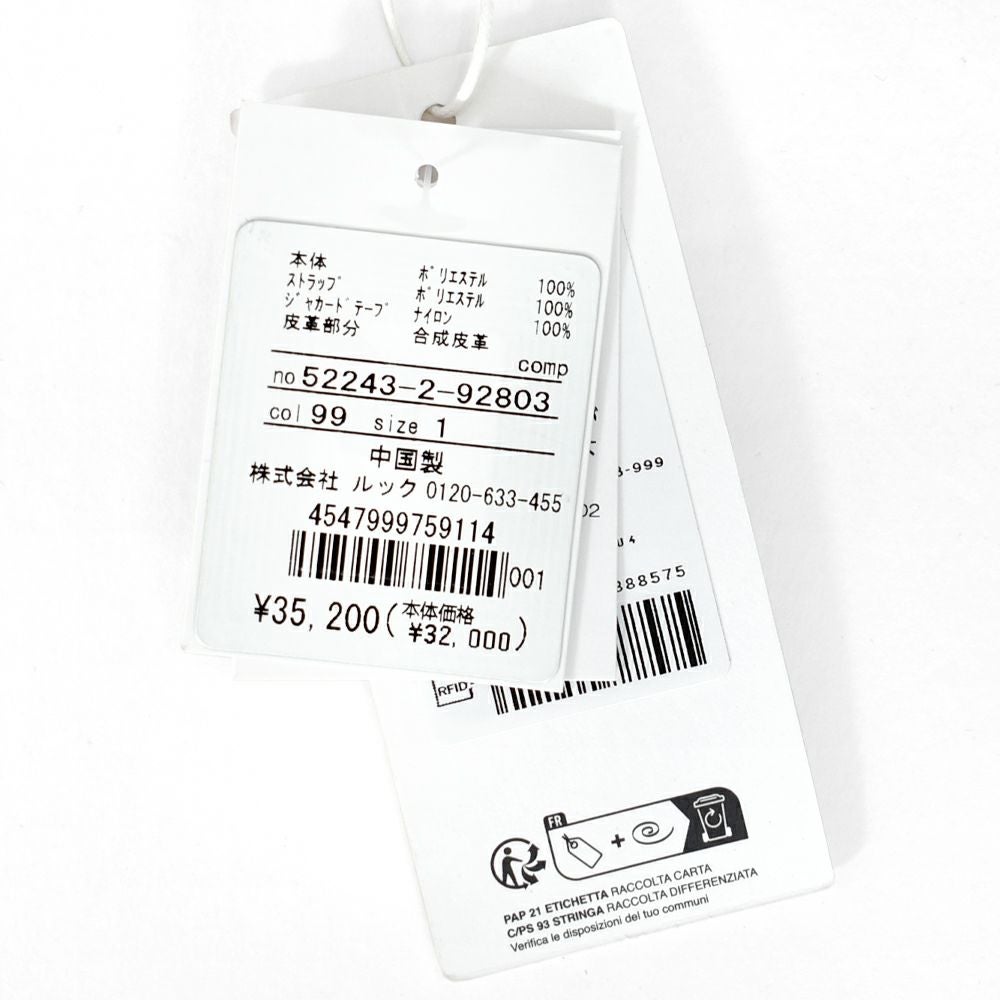 本体 ポリエステル 100%
ストラップ ポリエステル 100%
ジャカードテープ ナイロン 100%
皮革部分 合成皮革
comp
no 52243-2-92803
col 99 size 1
中国製
株式会社 ルック 0120-633-455
4547999759114
001
¥35,200(本体価格
¥32,000)
-999
02
388575
RFID
FR
PAP 21 ETICHETTA RACCOLTA CARTA
C/PS 93 STRINGA RACCOLTA DIFFERENZIATA
Verifica le disposizioni del tuo comuni